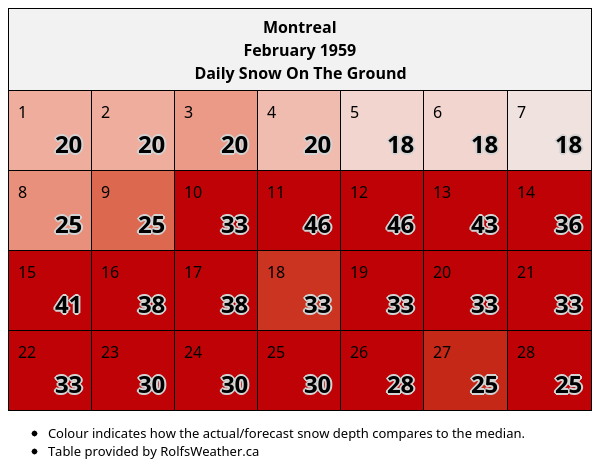 Montreal
February 1959
Daily Snow On The Ground
1 2 3 4 5 6 7
20 20 20 20 18 18 18
8 9 10 11 12 13 14
25 25 33 46 46 43 36
15 16 17 18 19 20 21
41 38 38 33 33 33 33
22 23 24 25 26 27 28
33 30 30 30 28 25 25
• Colour indicates how the actual/forecast snow depth compares to the median.
• Table provided by RolfsWeather.ca